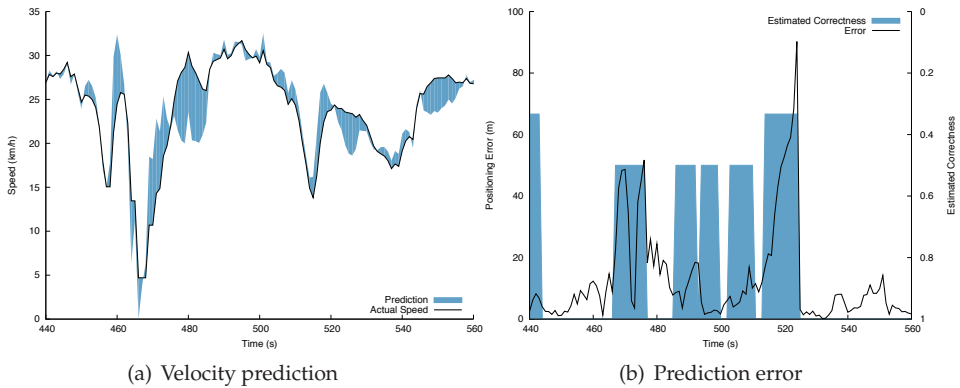 35
30
25
20
15
10
5
0
Speed (km/h)
440 460 480 500 520 540 560
Time (s)
Prediction
Actual Speed
(a) Velocity prediction
100
80
60
40
20
0
Positioning Error (m)
440 460 480 500 520 540 560
Time (s)
Estimated Correctness
Error
0
0.2
0.4
0.6
0.8
1
Estimated Correctness
(b) Prediction error